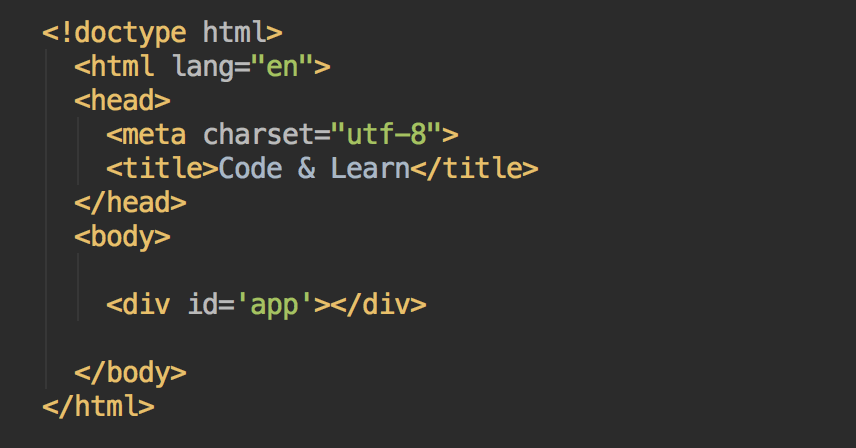 <!doctype html>
  <html lang="en">
  <head>
    <meta charset="utf-8">
    <title>Code & Learn</title>
  </head>
  <body>

    <div id='app'></div>

  </body>
</html>